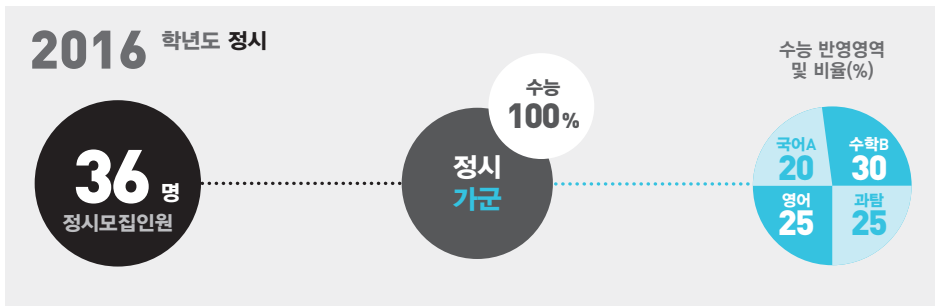 2016 학년도 정시
36 명
정시모집인원
수능
100%
정시
가군
수능 반영영역
및 비율(%)
국어A
20
수학B
30
영어
25
과탐
25